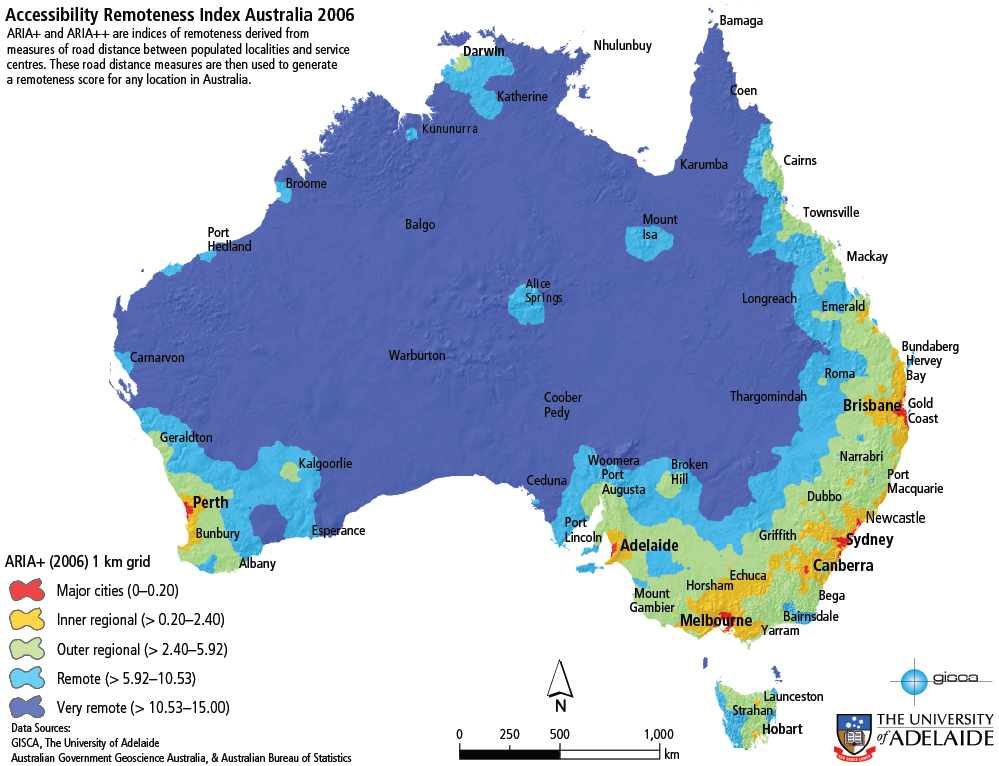 Accessibility Remoteness Index Australia 2006
ARIA+ and ARIA++ are indices of remoteness derived from
measures of road distance between populated localities and service
centres. These road distance measures are then used to generate
a remoteness score for any location in Australia.
Bamaga
Nhulunbuy
Darwin
Coen
Katherine
Kununurra
Cairns
Karumba
Broome
Townsville
Balgo
Mount
Isa
Port
Hedland
Mackay
Alice
Springs
Longreach
Emerald
Bundaberg
Hervey
Bay
Carnarvon
Warburton
Roma
Coober
Pedy
Thargomindah
Brisbane
Gold
Coast
Geraldton
Kalgoorlie
Woomera
Port
Augusta
Broken
Hill
Narrabri
Ceduna
Port
Macquarie
Perth
Dubbo
Bunbury
Esperance
Port
Lincoln
Griffith
Newcastle
Adelaide
Sydney
Albany
Canberra
Echuca
Horsham
Mount
Gambier
Bega
Melbourne
Bairnsdale
Yarram
ARIA+ (2006) 1 km grid
Major cities (0–0.20)
Inner regional (> 0.20–2.40)
Outer regional (> 2.40–5.92)
Remote (> 5.92–10.53)
Very remote (> 10.53–15.00)
Data Sources:
GISCA, The University of Adelaide
Australian Government Geoscience Australia, & Australian Bureau of Statistics
N
0 250 500 1,000
km
Launceston
Strahan
Hobart
gisca
THE UNIVERSITY
of ADELAIDE